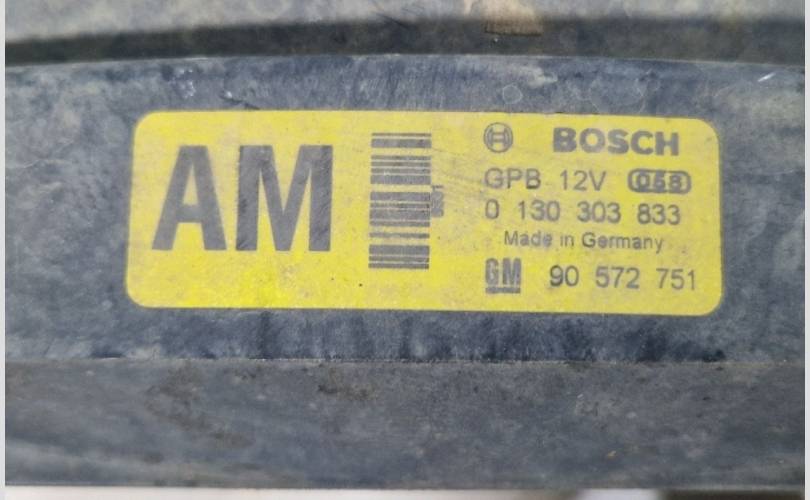 AM
BOSCH
GPB 12V 058
0 130 303 833
Made in Germany
GM 90 572 751